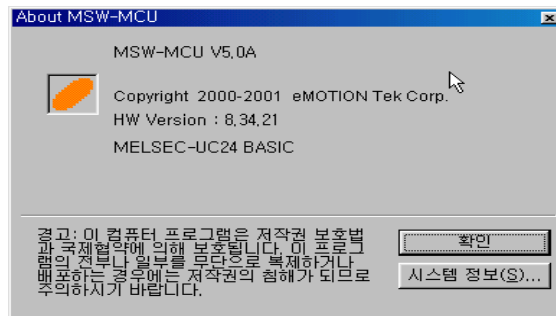 About MSW-MCU
MSW-MCU V5,0A
Copyright 2000-2001 eMOTION Tek Corp.
HW Version : 8,34,21
MELSEC-UC24 BASIC
경고: 이 컴퓨터 프로그램은 저작권 보호법
과 국제협약에 의해 보호됩니다. 이 프로그
램의 전부나 일부를 무단으로 복제하거나
배포하는 경우에는 저작권의 침해가 되므로
주의하시기 바랍니다.
확인
시스템 정보(S)...